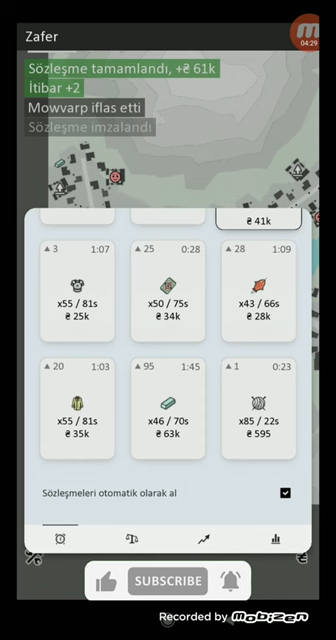 Zafer
04:29
Sözleşme tamamlandı, +₴ 61k
İtibar +2
Mowvarp iflas etti
Sözleşme imzalandı
₴ 41k
▲ 3 1:07
▲ 25 0:28
▲ 28 1:09
x55 / 81s
x50 / 75s
x43 / 66s
₴ 25k
₴ 34k
₴ 28k
▲ 20 1:03
▲ 95 1:45
▲ 1 0:23
x55 / 81s
x46 / 70s
x85 / 22s
₴ 35k
₴ 63k
₴ 595
Sözleşmeleri otomatik olarak al
SUBSCRIBE
Recorded by Mobizen